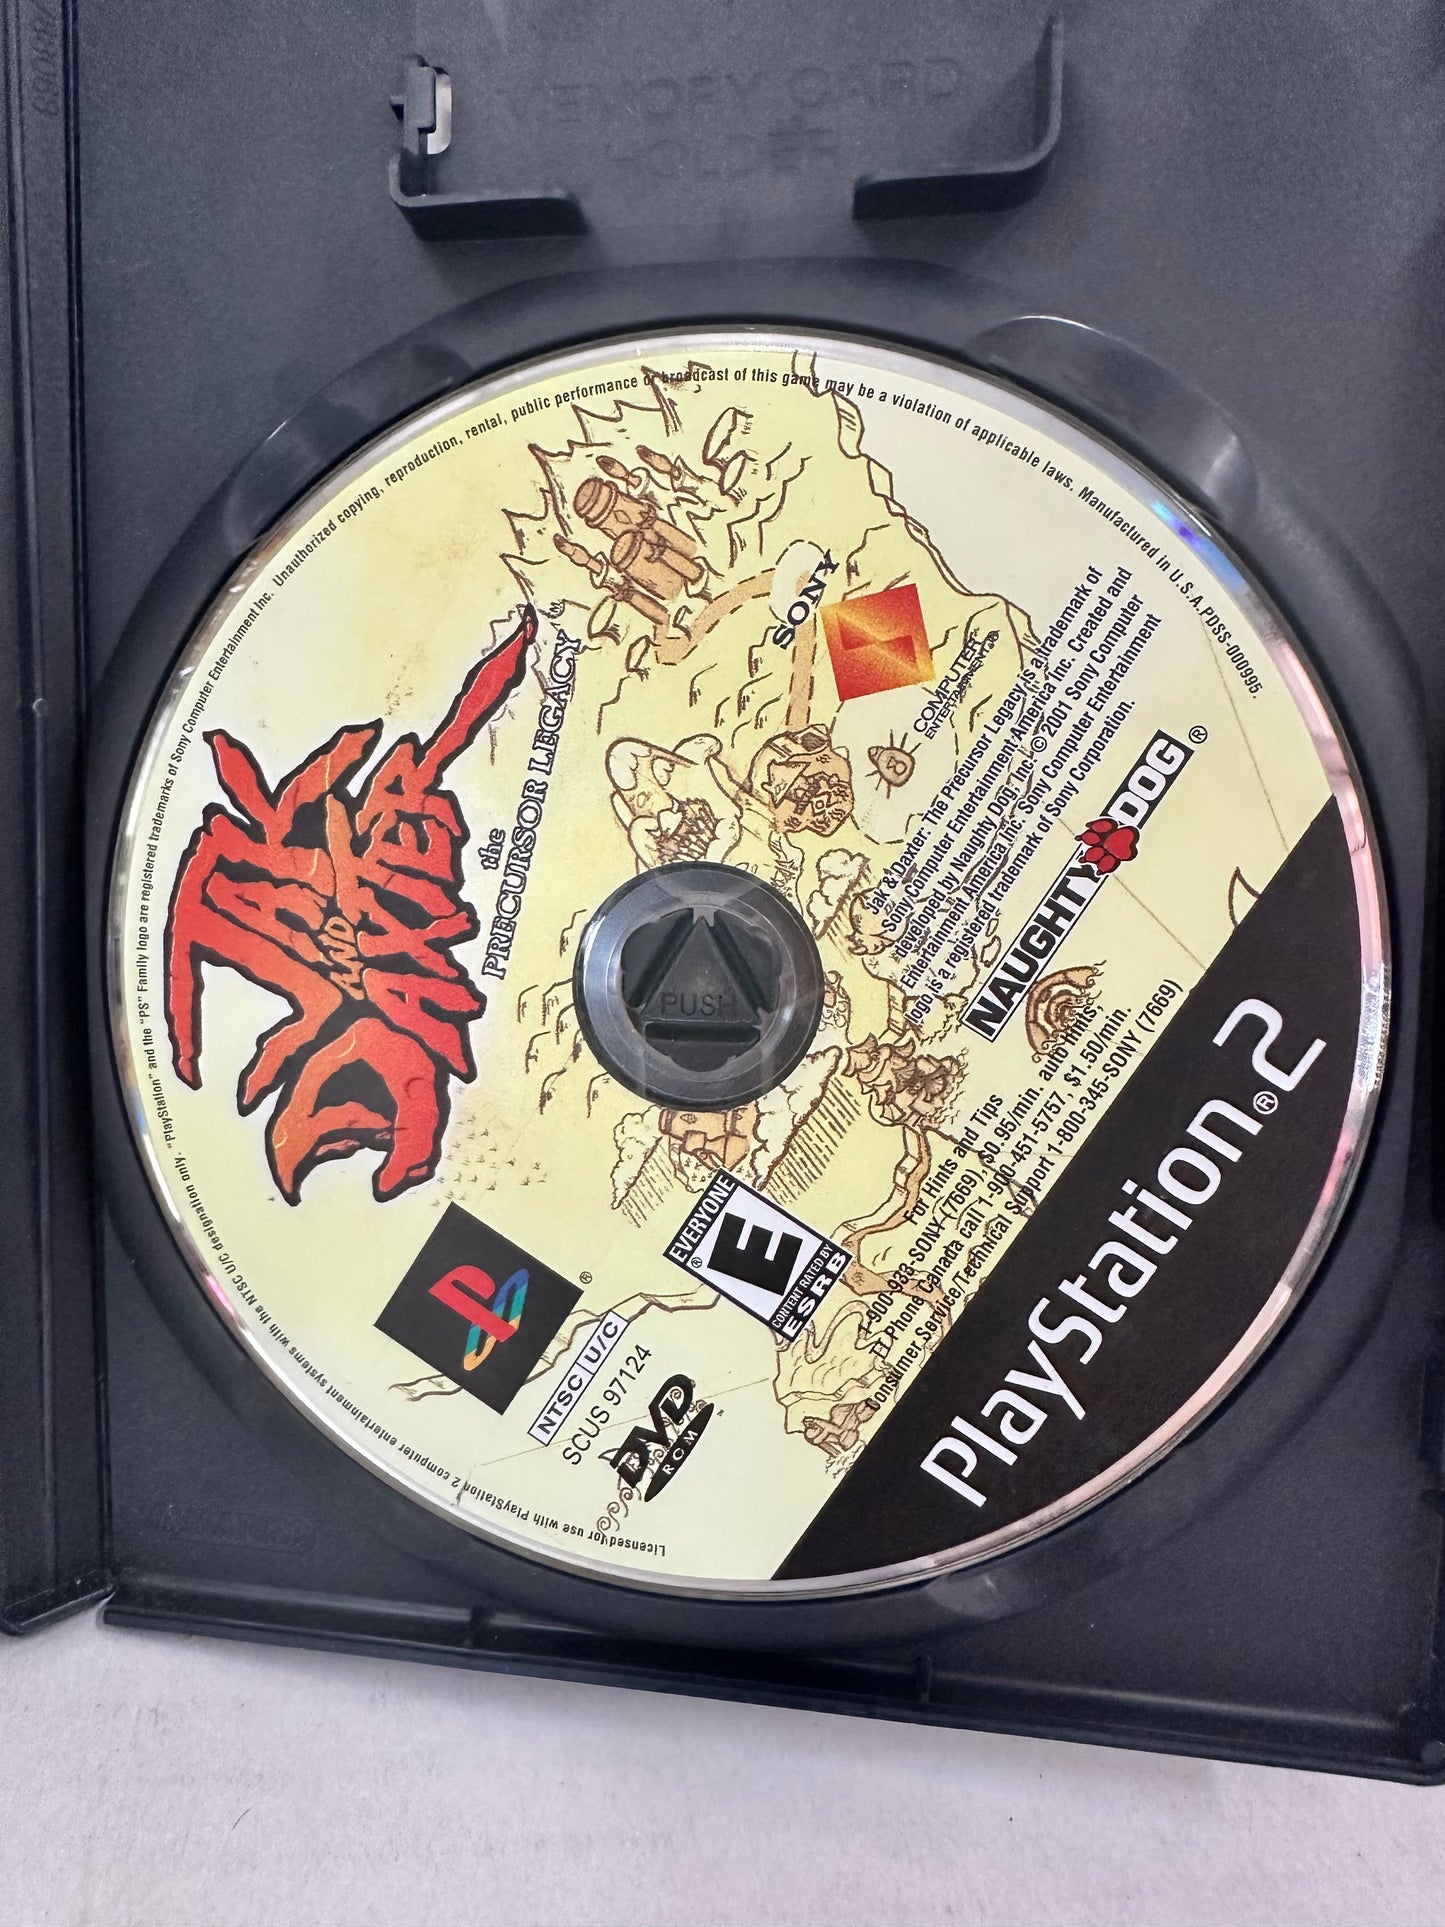 MEMORY CARD
HOLDER
Licensed for use with PlayStation 2 computer entertainment systems with the NTSC U/C designation only. "PlayStation" and the "PS" Family logo are registered trademarks of Sony Computer Entertainment Inc. Unauthorized copying, reproduction, rental, public performance or broadcast of this game may be a violation of applicable laws. Manufactured in U.S.A. PDSS-000995.
JAK
AND
DAXTER
the
PRECURSOR LEGACY™
SONY
COMPUTER
ENTERTAINMENT®
Jak & Daxter: The Precursor Legacy is a trademark of
Sony Computer Entertainment America Inc. Created and
developed by Naughty Dog, Inc. © 2001 Sony Computer
Entertainment America Inc. Sony Computer Entertainment
logo is a registered trademark of Sony Corporation.
NAUGHTY DOG®
PUSH
For Hints and Tips
1-900-933-SONY (7669), $0.95/min. auto hints,
Phone Canada call 1-900-451-5757, $1.50/min.
Consumer Service/Technical Support 1-800-345-SONY (7669)
EVERYONE
®
E
CONTENT RATED BY
ESRB
®
NTSC U/C
SCUS 97124
DVD™
ROM
PlayStation®2